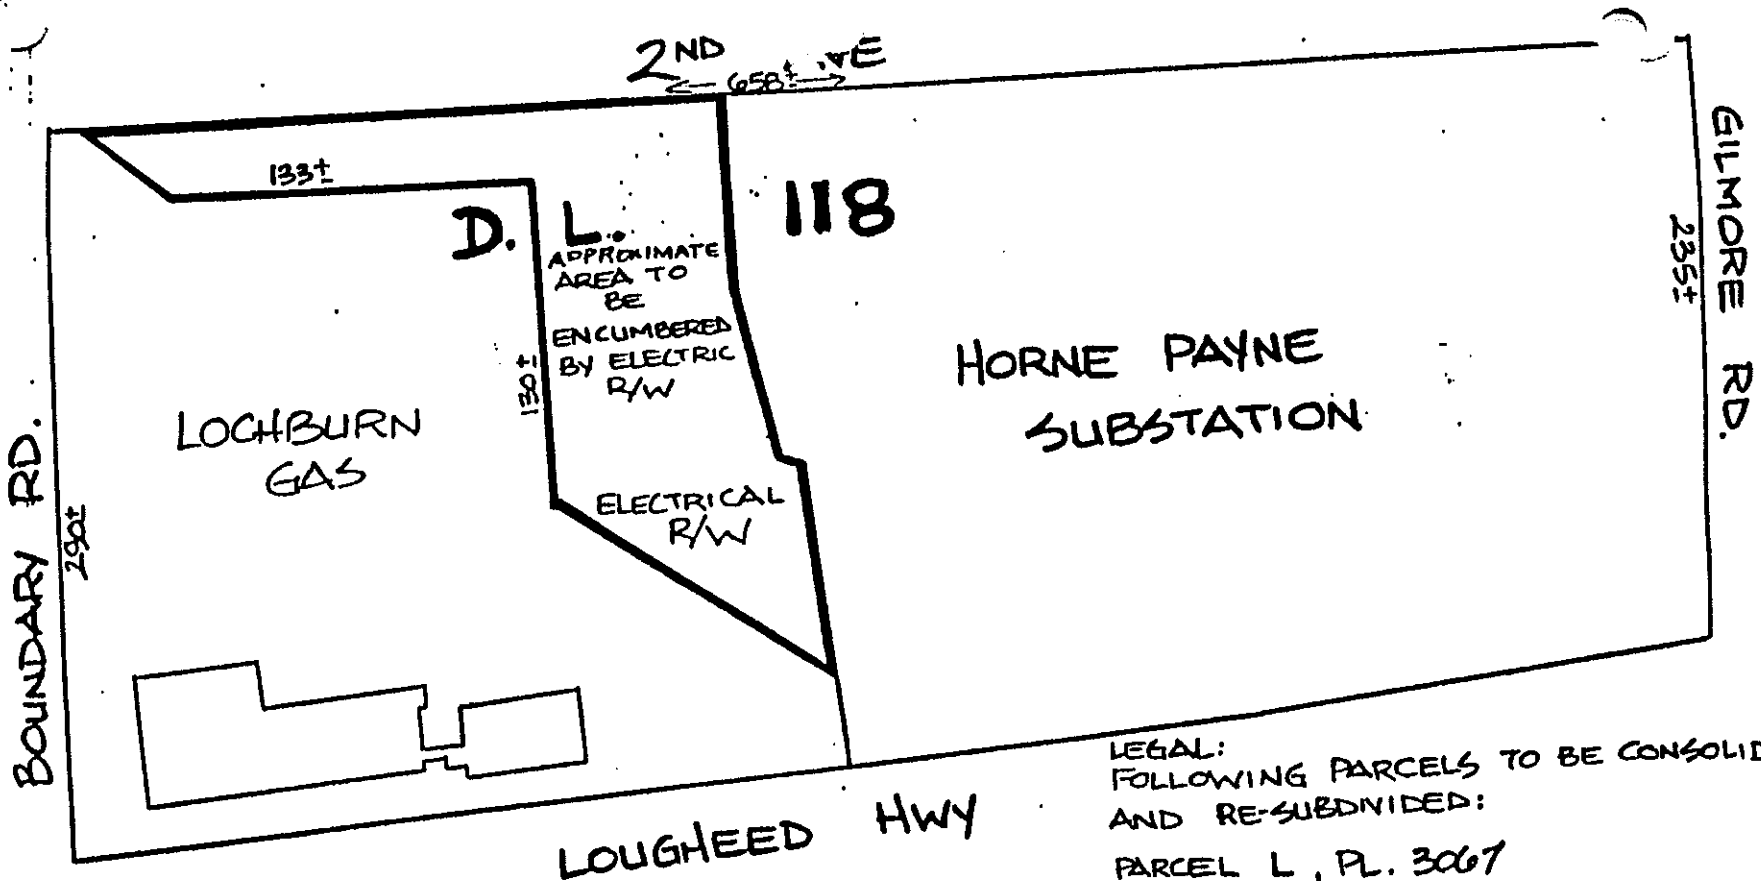 2ND
658±
133±
D. L. 118
APPROXIMATE
AREA TO
BE
ENCUMBERED
BY ELECTRIC
R/W
130±
ELECTRICAL
R/W
LOCHBURN
GAS
HORNE PAYNE
SUBSTATION
BOUNDARY RD.
290±
GILMORE RD.
235±
LOUGHEED HWY
LEGAL:
FOLLOWING PARCELS TO BE CONSOLID
AND RE-SUBDIVIDED:
PARCEL L, PL. 3067